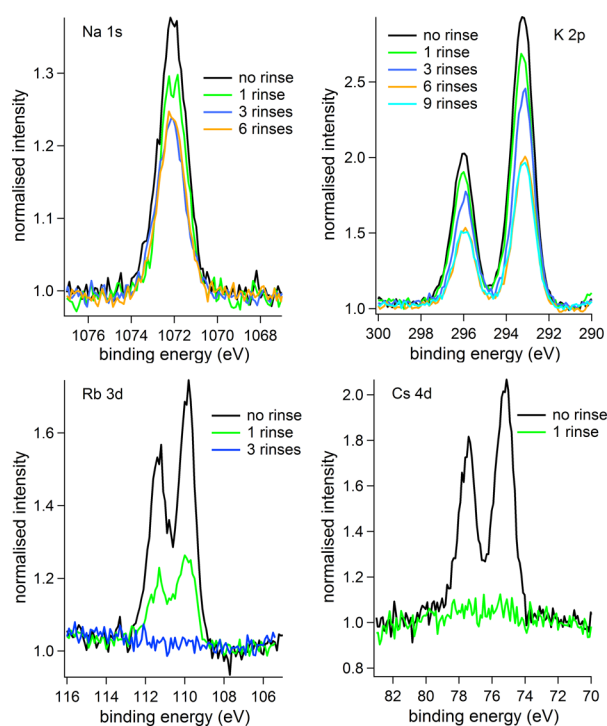 Na 1s
no rinse
1 rinse
3 rinses
6 rinses
1.3
1.2
1.1
1.0
normalised intensity
1076
1074
1072
1070
1068
binding energy (eV)
K 2p
no rinse
1 rinse
3 rinses
6 rinses
9 rinses
2.5
2.0
1.5
1.0
normalised intensity
300
298
296
294
292
290
binding energy (eV)
Rb 3d
no rinse
1 rinse
3 rinses
1.6
1.4
1.2
1.0
normalised intensity
116
114
112
110
108
106
binding energy (eV)
Cs 4d
no rinse
1 rinse
2.0
1.8
1.6
1.4
1.2
1.0
0.8
normalised intensity
82
80
78
76
74
72
70
binding energy (eV)